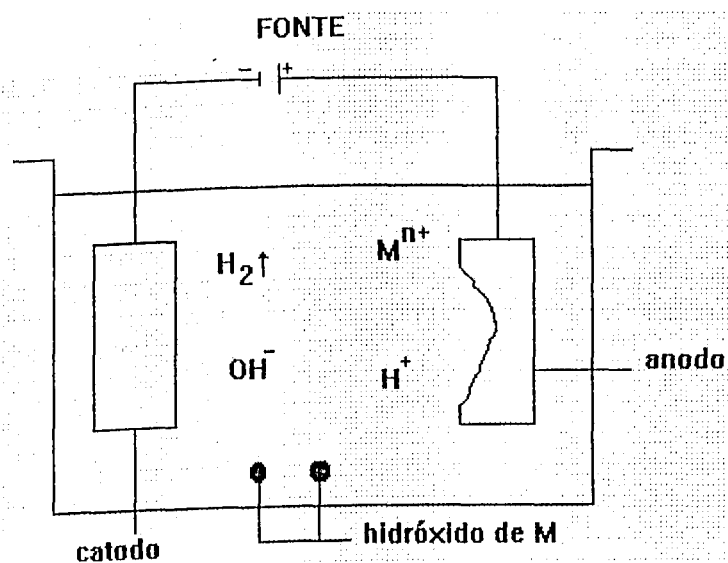 FONTE
− +
H₂↑
Mⁿ⁺
OH⁻
H⁺
anodo
hidróxido de M
catodo